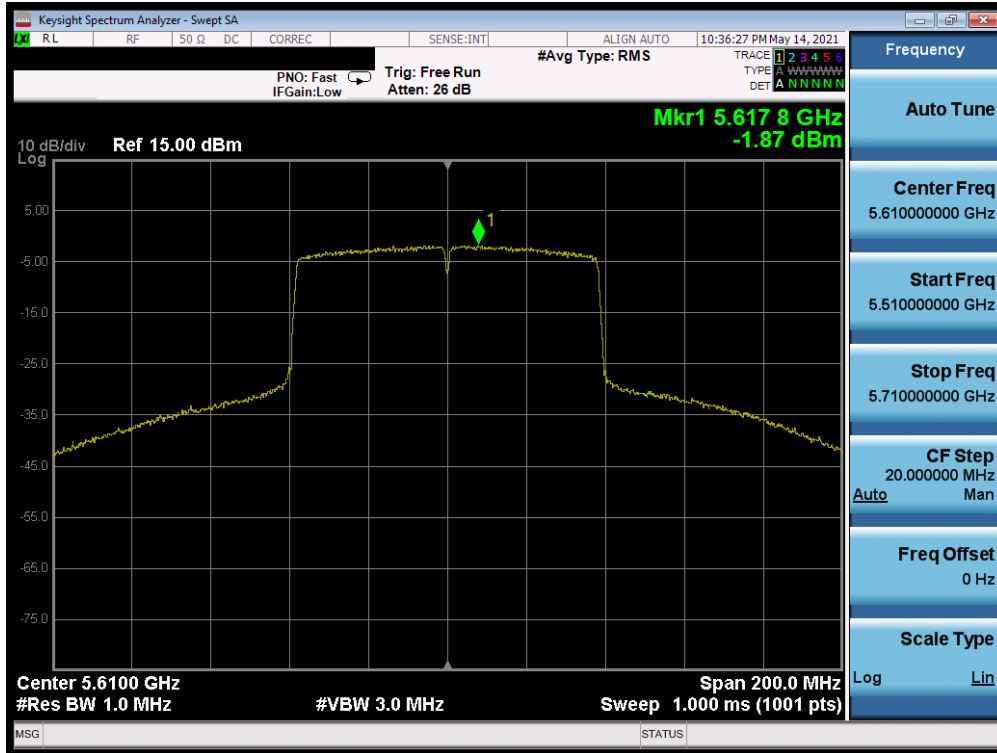 Keysight Spectrum Analyzer - Swept SA
LXI RL RF 50 Ω DC CORREC SENSE:INT ALIGN AUTO 10:36:27 PM May 14, 2021
PNO: Fast
IFGain:Low
Trig: Free Run
Atten: 26 dB
#Avg Type: RMS
TRACE 1 2 3 4 5 6
TYPE A WWWWW
DET A N N N N N
Mkr1 5.617 8 GHz
-1.87 dBm
10 dB/div Ref 15.00 dBm
Log
1
5.00
-5.00
-15.0
-25.0
-35.0
-45.0
-55.0
-65.0
-75.0
Center 5.6100 GHz Span 200.0 MHz
#Res BW 1.0 MHz #VBW 3.0 MHz Sweep 1.000 ms (1001 pts)
MSG STATUS
Frequency
Auto Tune
Center Freq
5.610000000 GHz
Start Freq
5.510000000 GHz
Stop Freq
5.710000000 GHz
CF Step
20.000000 MHz
Auto Man
Freq Offset
0 Hz
Scale Type
Log Lin